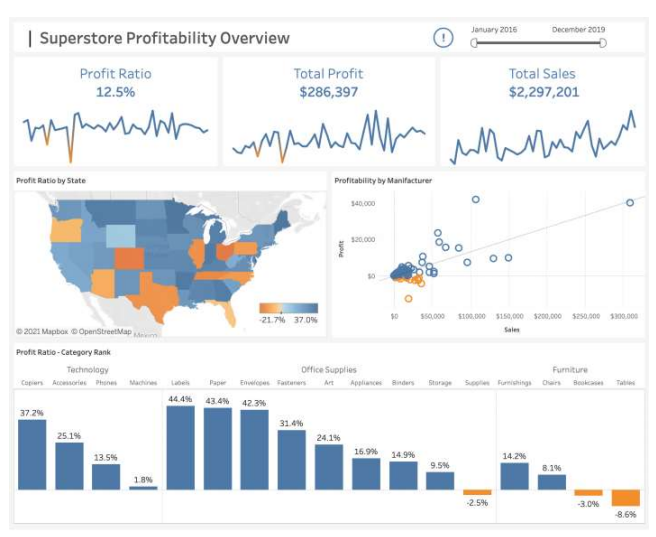 | Superstore Profitability Overview
!
January 2016 December 2019
Profit Ratio
12.5%
Total Profit
$286,397
Total Sales
$2,297,201
Profit Ratio by State
© 2021 Mapbox © OpenStreetMap
Mexico
-21.7% 37.0%
Profitability by Manifacturer
Profit
$40,000
$20,000
$0
$0 $50,000 $100,000 $150,000 $200,000 $250,000 $300,000
Sales
Profit Ratio - Category Rank
Technology Office Supplies Furniture
Copiers Accessories Phones Machines Labels Paper Envelopes Fasteners Art Appliances Binders Storage Supplies Furnishings Chairs Bookcases Tables
37.2% 25.1% 13.5% 1.8% 44.4% 43.4% 42.3% 31.4% 24.1% 16.9% 14.9% 9.5% -2.5% 14.2% 8.1% -3.0% -8.6%